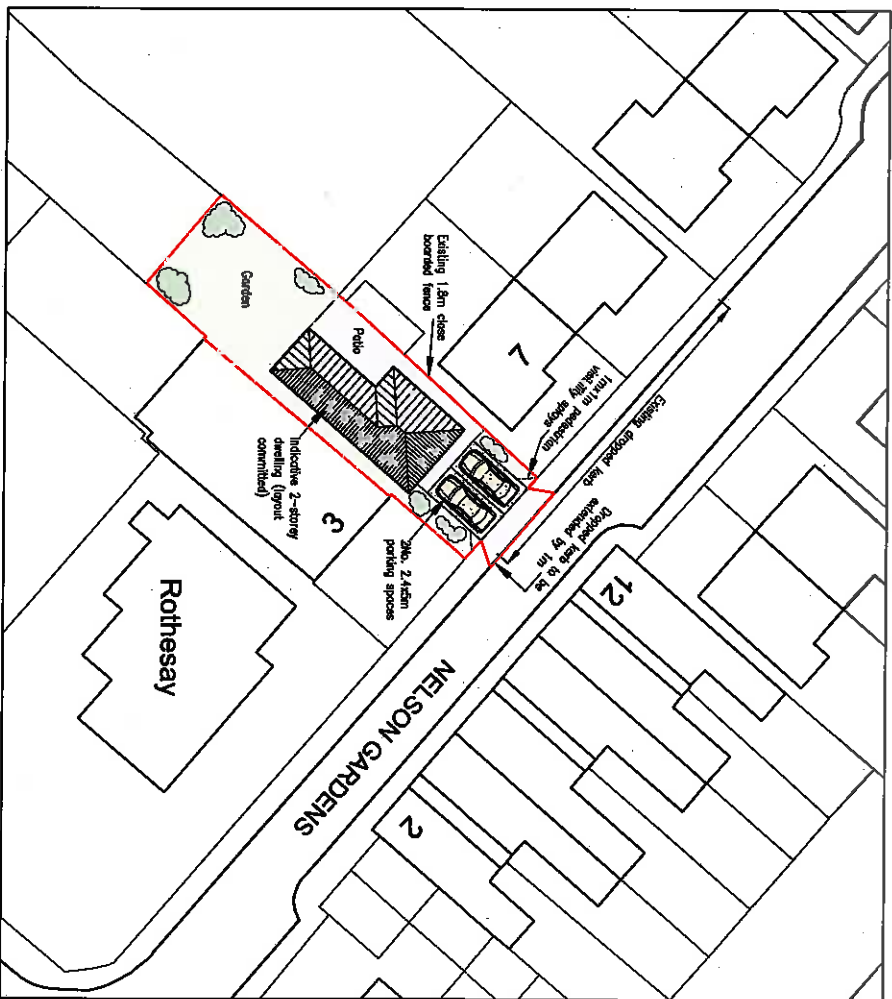 Existing 1.8m close
boarded fence
7
1mx1m pedestrian
visibility splays
Existing dropped kerb
Dropped kerb to be
extended by 1m
12
Garden
Patio
Indicative 2-storey
dwelling (layout
committed)
3
2No. 2.4x5m
parking spaces
Rothesay
NELSON GARDENS
2